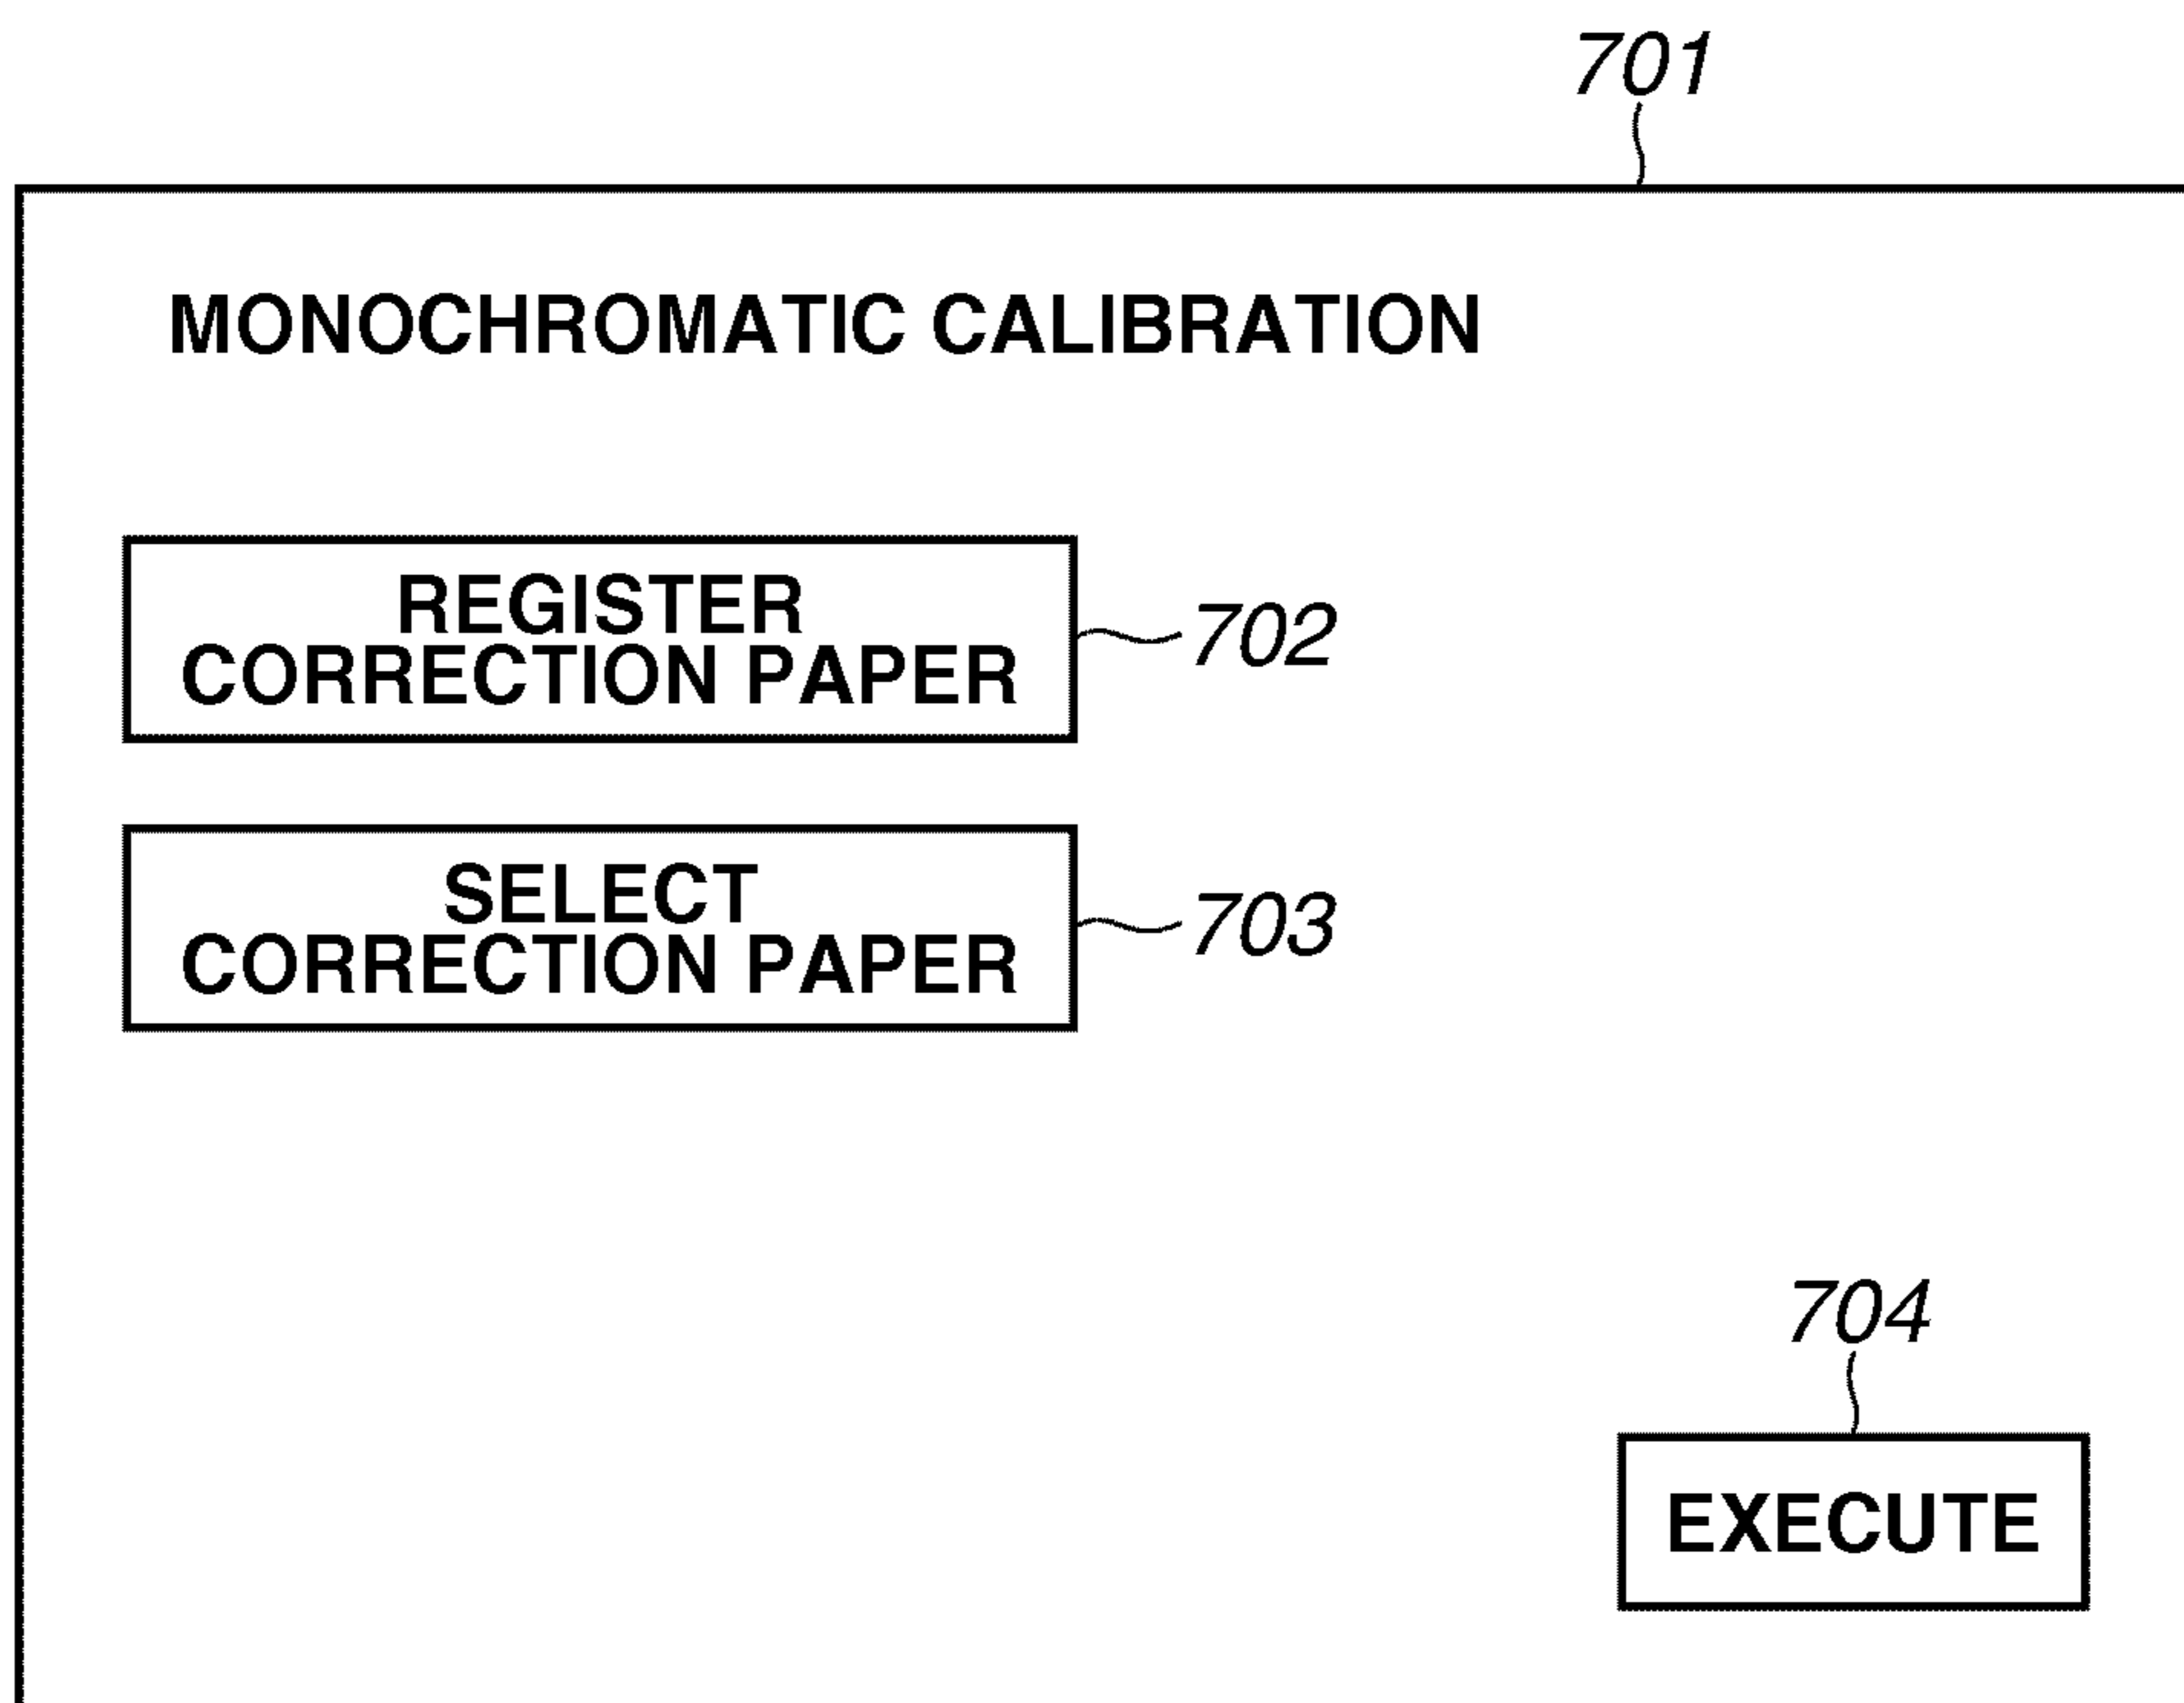 701
MONOCHROMATIC CALIBRATION
REGISTER
CORRECTION PAPER
702
SELECT
CORRECTION PAPER
703
704
EXECUTE